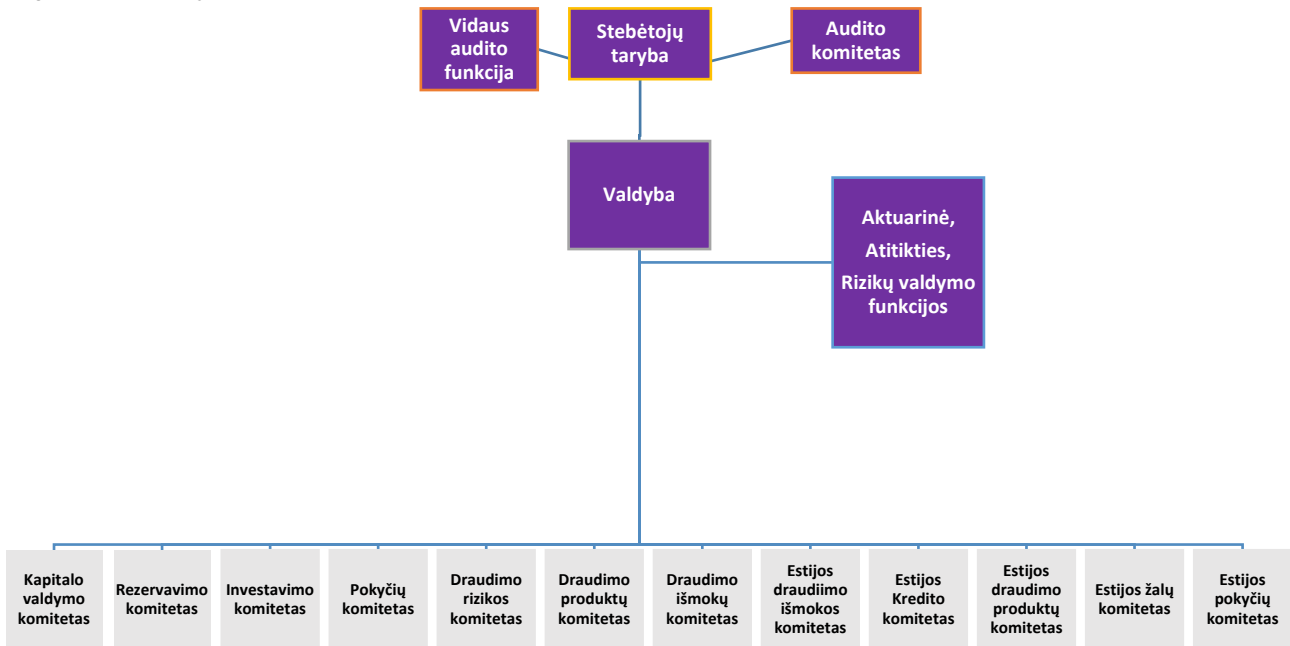 Vidaus
audito
funkcija
Stebėtojų
taryba
Audito
komitetas
Valdyba
Aktuarinė,
Atitikties,
Rizikų valdymo
funkcijos
Kapitalo
valdymo
komitetas
Rezervavimo
komitetas
Investavimo
komitetas
Pokyčių
komitetas
Draudimo
rizikos
komitetas
Draudimo
produktų
komitetas
Draudimo
išmokų
komitetas
Estijos
draudiimo
išmokos
komitetas
Estijos
Kredito
komitetas
Estijos
draudimo
produktų
komitetas
Estijos žalų
komitetas
Estijos
pokyčių
komitetas